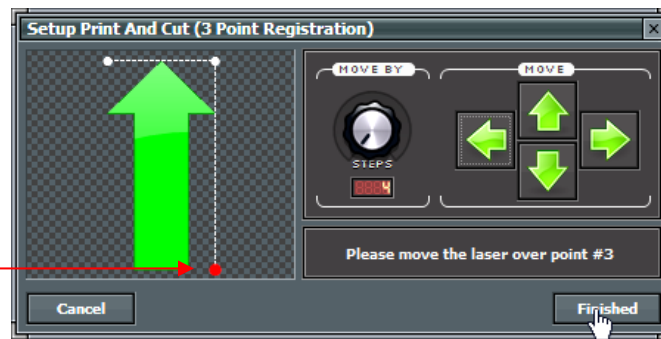 Setup Print And Cut (3 Point Registration)
MOVE BY
MOVE
STEPS
4
Please move the laser over point #3
Cancel
Finished